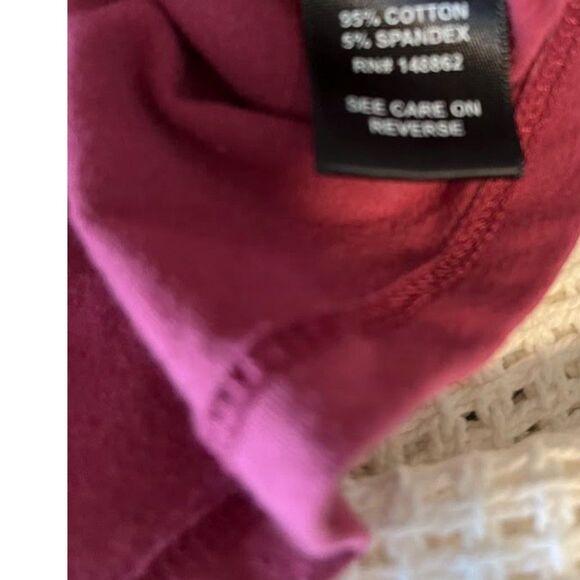 95% COTTON
5% SPANDEX
RN# 148862
SEE CARE ON
REVERSE